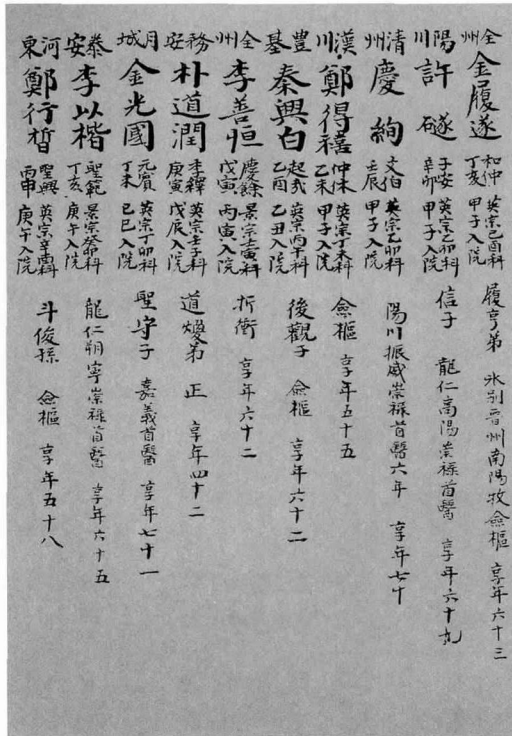 全州 金履遂 和仲 丁亥 英宗己酉科 甲子入院 履亨弟 氷別晉州南陽牧僉樞 享年六十三
陽川 許礈 子安 辛卯 英宗乙卯科 甲子入院 信子 龍仁高陽崇祿首醫 享年六十九
清州 慶絢 文伯 壬辰 英宗乙卯科 甲子入院 陽川振威崇祿首醫六年 享年七十
漢川 鄭得禧 仲休 乙未 英宗丁未科 甲子入院 僉樞 享年五十五
豊基 秦興白 起哉 乙酉 英宗丙午科 乙丑入院 後觀子 僉樞 享年六十二
全州 李善恒 慶餘 戊寅 景宗壬寅科 丙寅入院 折衝 享年六十二
務安 朴道潤 庚寅 英宗壬子科 戊辰入院 道燮弟 正 享年四十二
月城 金光國 元賓 丁未 英宗丁卯科 己巳入院 聖守子 嘉義首醫 享年七十一
泰安 李以楷 聖範 丁亥 景宗癸卯科 庚午入院 龍仁朔寧崇祿首醫 享年六十五
河東 鄭行晳 聖興 丙申 英宗辛酉科 庚午入院 斗俊孫 僉樞 享年五十八